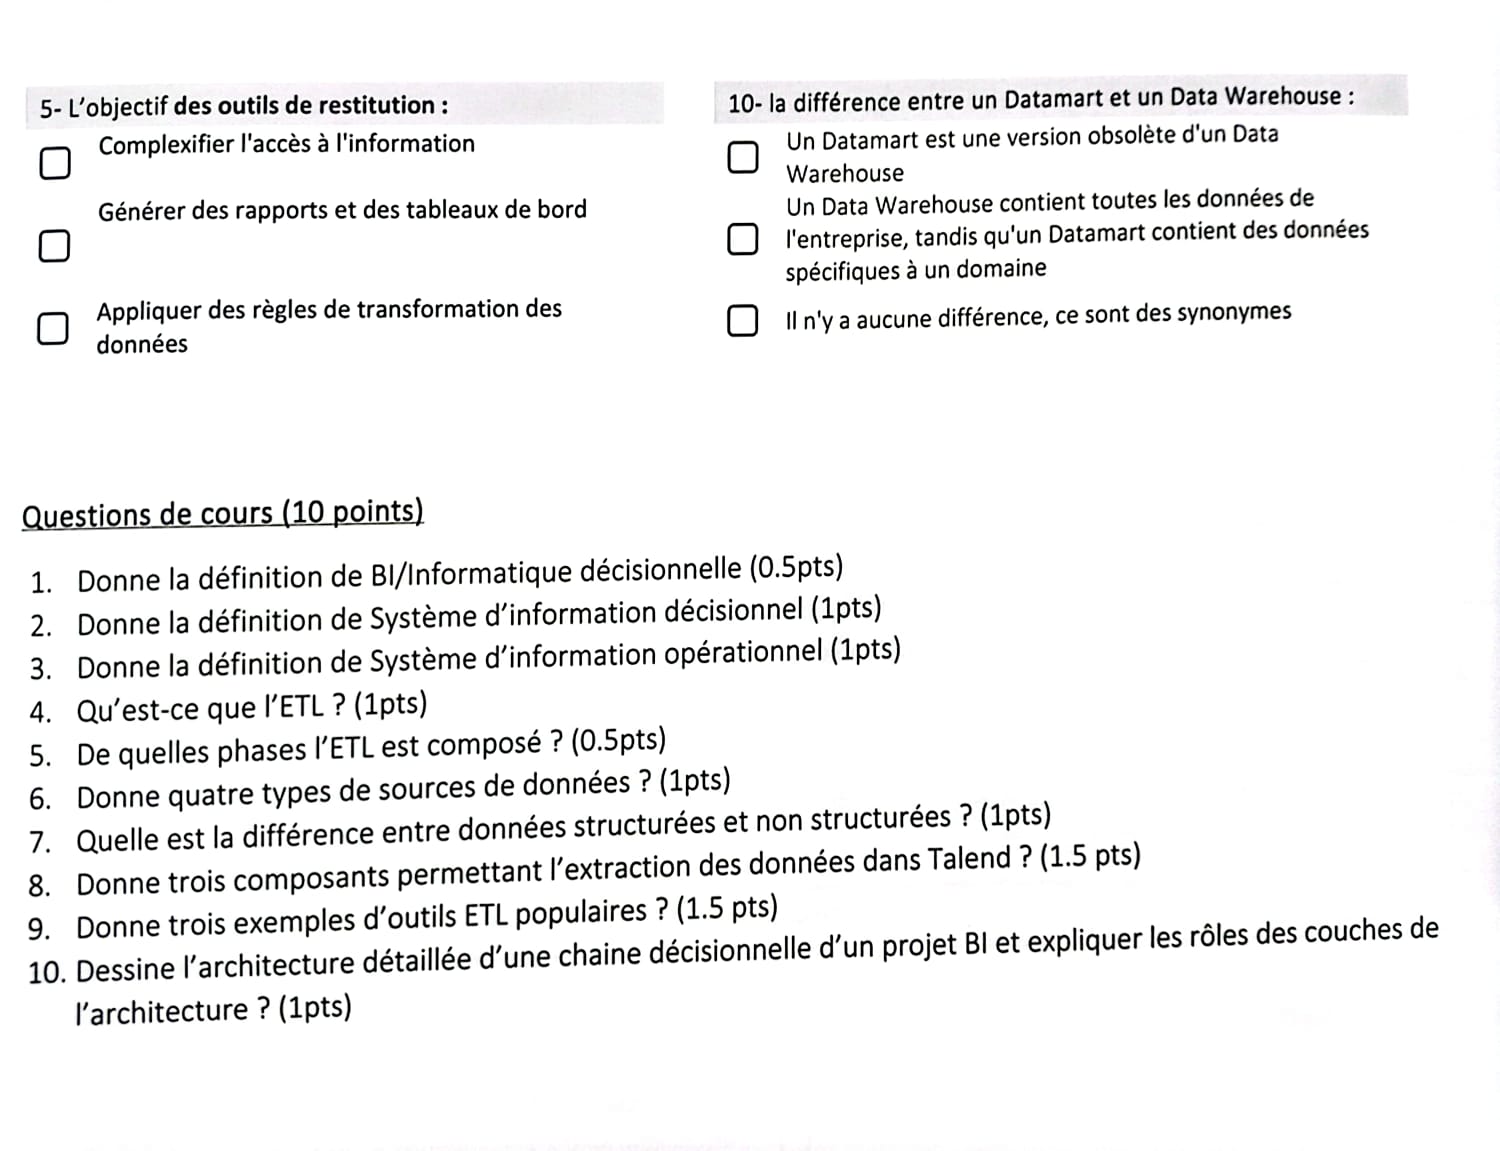 5- L'objectif des outils de restitution :
Complexifier l'accès à l'information
Générer des rapports et des tableaux de bord
Appliquer des règles de transformation des
données
10- la différence entre un Datamart et un Data Warehouse :
Un Datamart est une version obsolète d'un Data
Warehouse
Un Data Warehouse contient toutes les données de
l'entreprise, tandis qu'un Datamart contient des données
spécifiques à un domaine
Il n'y a aucune différence, ce sont des synonymes
Questions de cours (10 points)
1. Donne la définition de BI/Informatique décisionnelle (0.5pts)
2. Donne la définition de Système d'information décisionnel (1pts)
3. Donne la définition de Système d'information opérationnel (1pts)
4. Qu'est-ce que l'ETL ? (1pts)
5. De quelles phases l'ETL est composé ? (0.5pts)
6. Donne quatre types de sources de données ? (1pts)
7. Quelle est la différence entre données structurées et non structurées ? (1pts)
8. Donne trois composants permettant l'extraction des données dans Talend ? (1.5 pts)
9. Donne trois exemples d'outils ETL populaires ? (1.5 pts)
10. Dessine l'architecture détaillée d'une chaine décisionnelle d'un projet BI et expliquer les rôles des couches de
l'architecture ? (1pts)